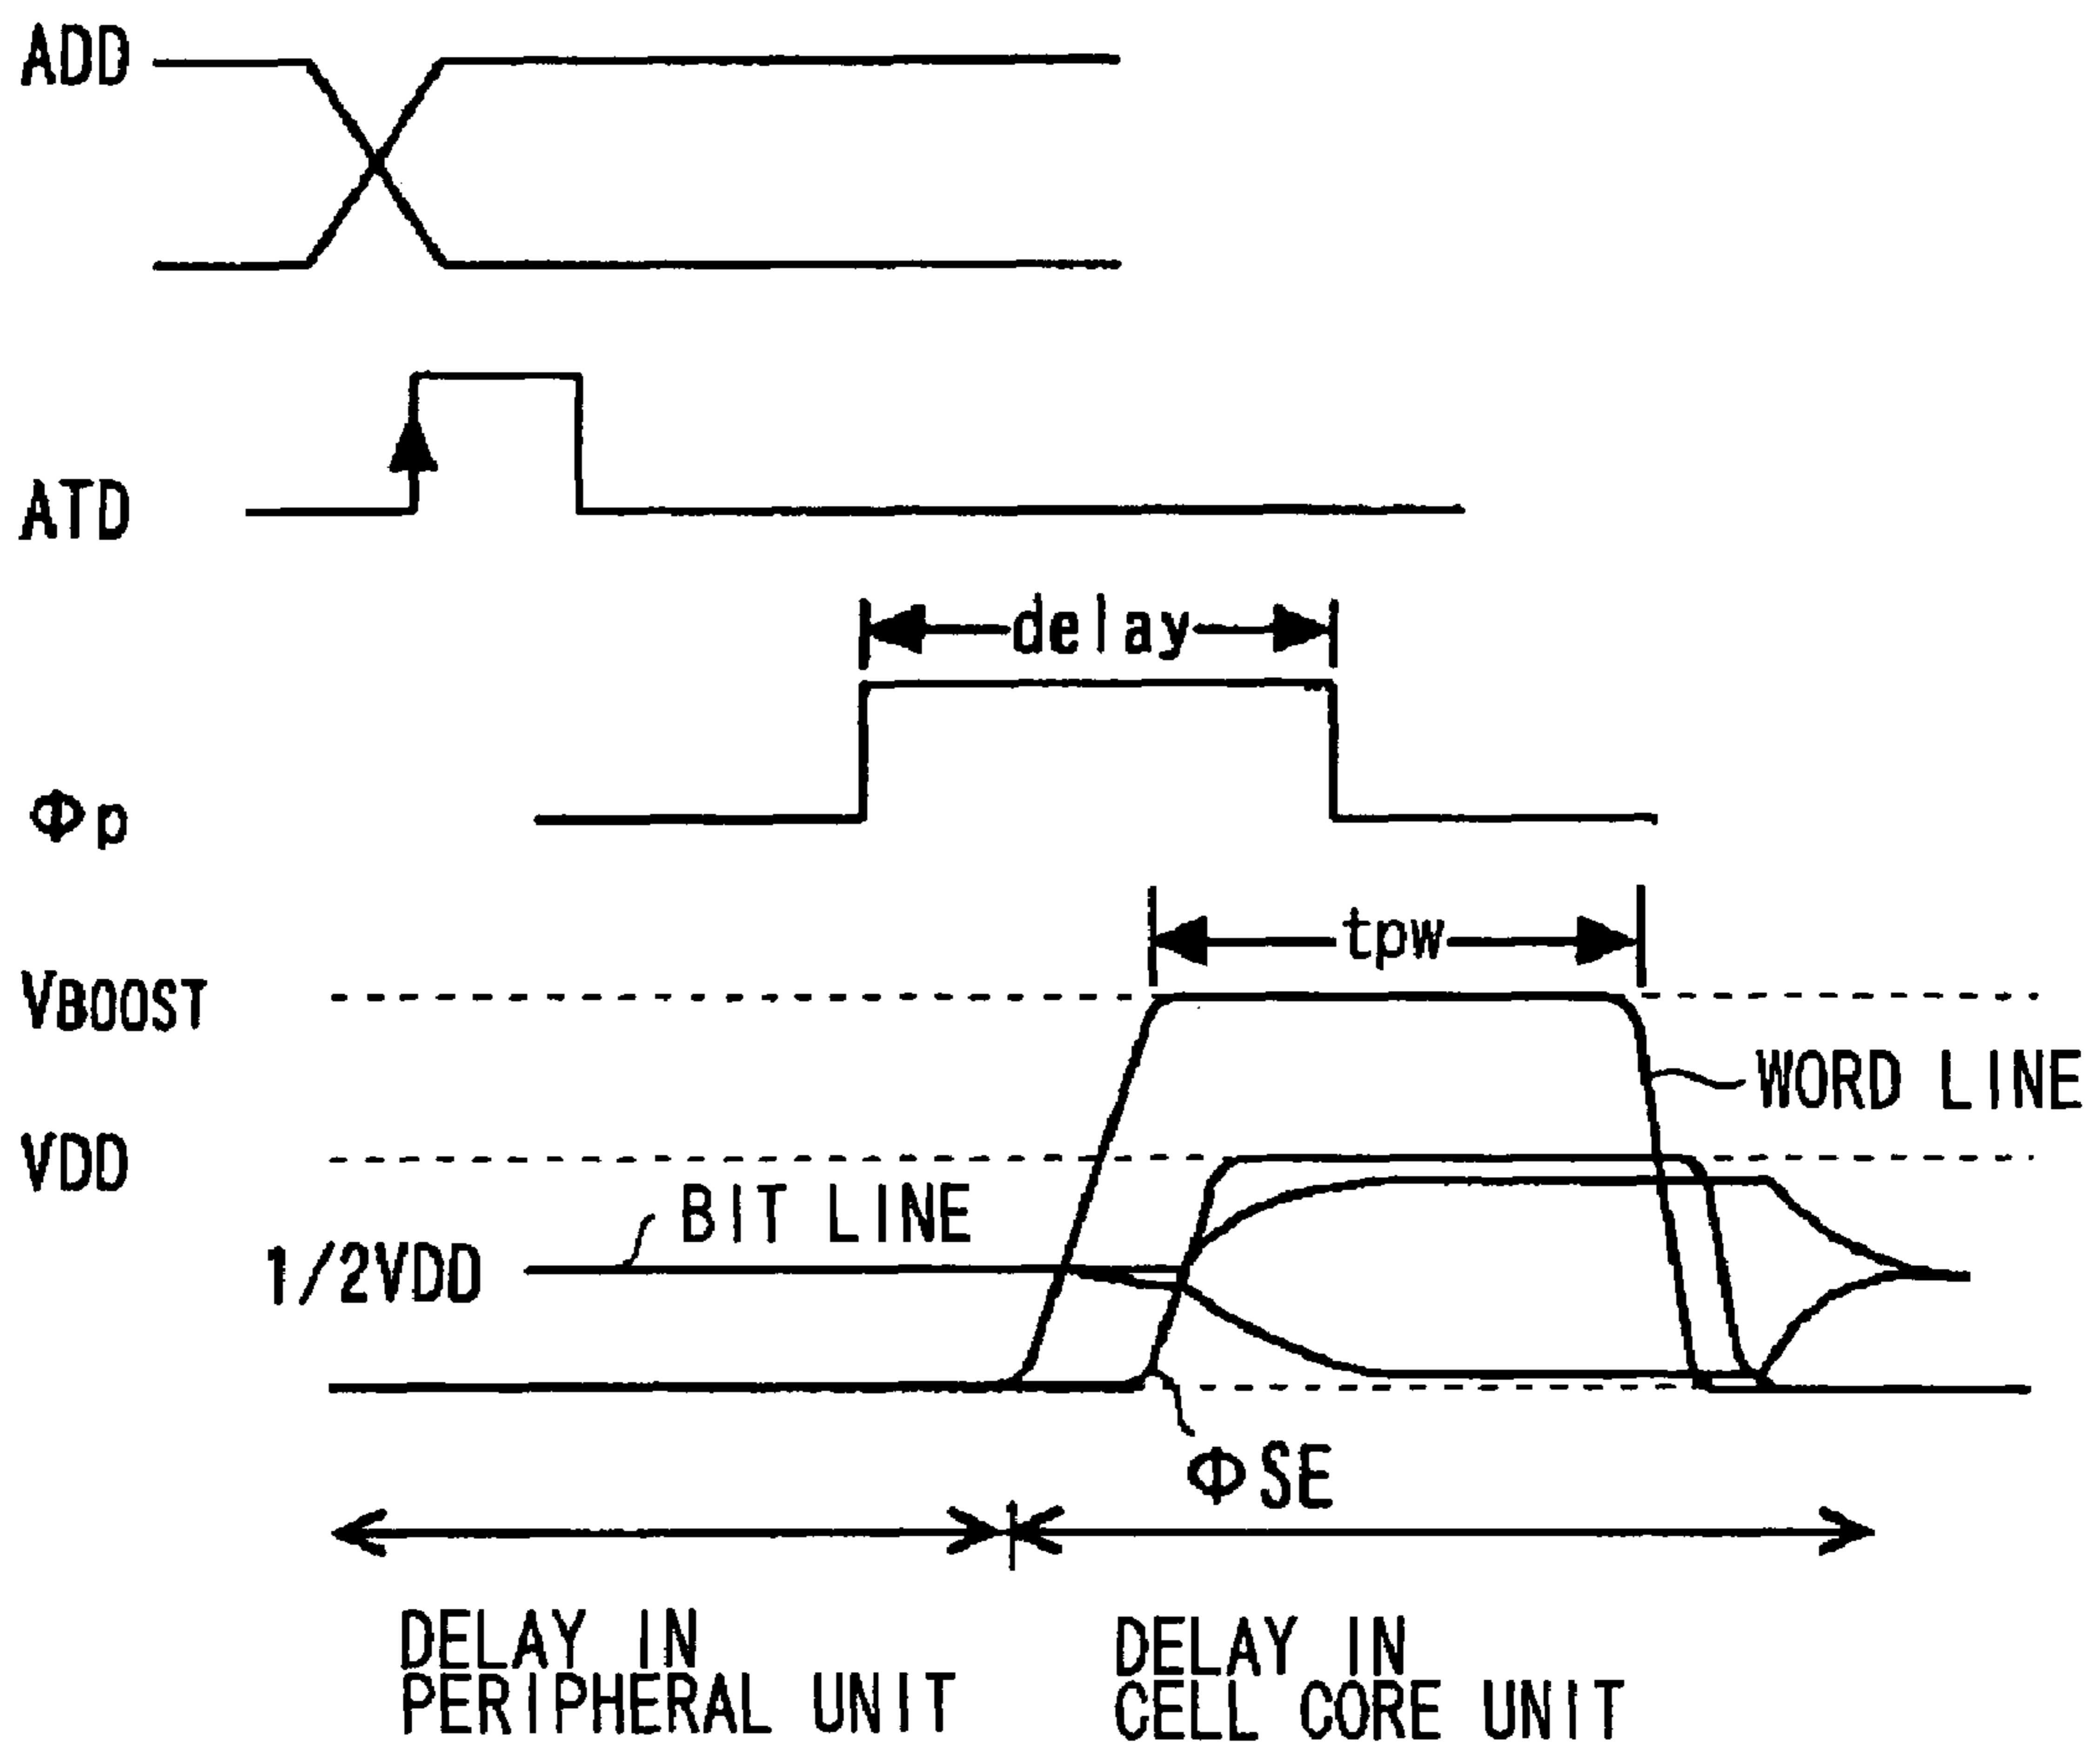 ADD
ATD
delay
Φp
tpw
VBOOST
WORD LINE
VDD
BIT LINE
1/2VDD
ΦSE
DELAY IN
PERIPHERAL UNIT
DELAY IN
CELL CORE UNIT